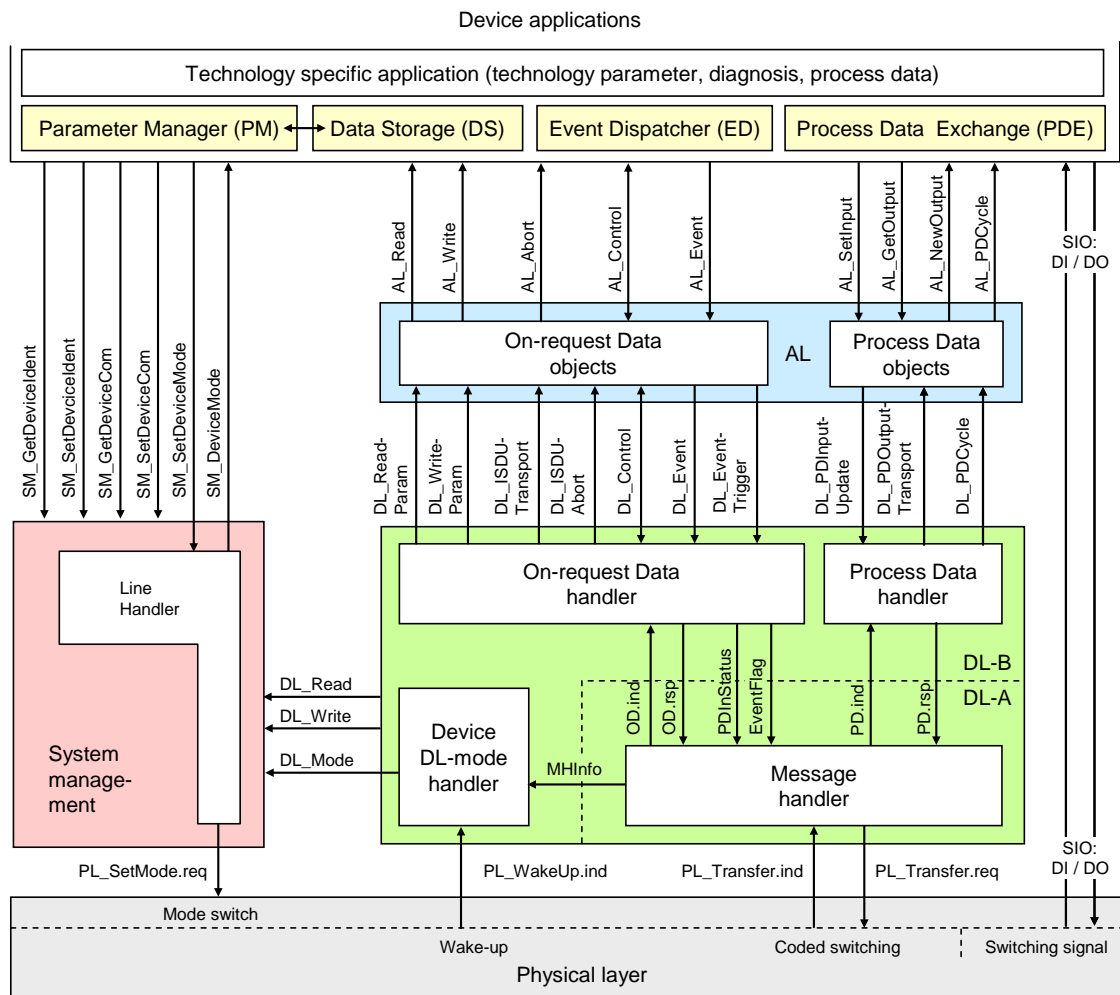 Device applications
Technology specific application (technology parameter, diagnosis, process data)
Parameter Manager (PM)
Data Storage (DS)
Event Dispatcher (ED)
Process Data Exchange (PDE)
AL_Read
AL_Write
AL_Abort
AL_Control
AL_Event
AL_SetInput
AL_GetOutput
AL_NewOutput
AL_PDCycle
SIO:
DI / DO
On-request Data
objects
AL
Process Data
objects
SM_GetDeviceIdent
SM_SetDevciceIdent
SM_GetDeviceCom
SM_SetDeviceCom
SM_SetDeviceMode
SM_DeviceMode
DL_Read-
Param
DL_Write-
Param
DL_ISDU-
Transport
DL_ISDU-
Abort
DL_Control
DL_Event
DL_Event-
Trigger
DL_PDInput-
Update
DL_PDOutput-
Transport
DL_PDCycle
Line
Handler
On-request Data
handler
Process Data
handler
OD.ind
OD.rsp
PDInStatus
EventFlag
PD.ind
PD.rsp
DL-B
DL-A
DL_Read
DL_Write
DL_Mode
System
manage-
ment
Device
DL-mode
handler
MHInfo
Message
handler
PL_SetMode.req
PL_WakeUp.ind
PL_Transfer.ind
PL_Transfer.req
SIO:
DI / DO
Mode switch
Wake-up
Coded switching
Switching signal
Physical layer